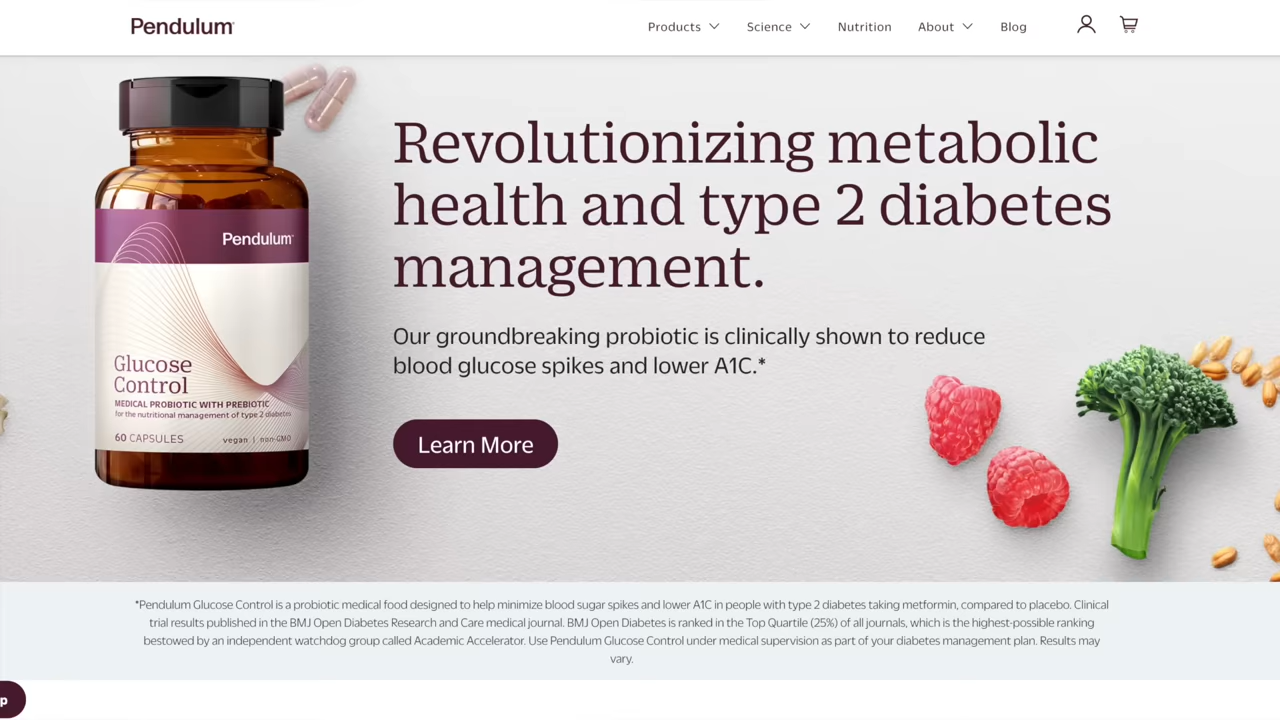 Pendulum
Products
Science
Nutrition
About
Blog
Revolutionizing metabolic
health and type 2 diabetes
management.
Our groundbreaking probiotic is clinically shown to reduce
blood glucose spikes and lower A1C.*
Learn More
Pendulum
Glucose
Control
MEDICAL PROBIOTIC WITH PREBIOTIC
for the nutritional management of type 2 diabetes
60 CAPSULES
vegan | non-GMO
*Pendulum Glucose Control is a probiotic medical food designed to help minimize blood sugar spikes and lower A1C in people with type 2 diabetes taking metformin, compared to placebo. Clinical
trial results published in the BMJ Open Diabetes Research and Care medical journal. BMJ Open Diabetes is ranked in the Top Quartile (25%) of all journals, which is the highest-possible ranking
bestowed by an independent watchdog group called Academic Accelerator. Use Pendulum Glucose Control under medical supervision as part of your diabetes management plan. Results may
vary.
p